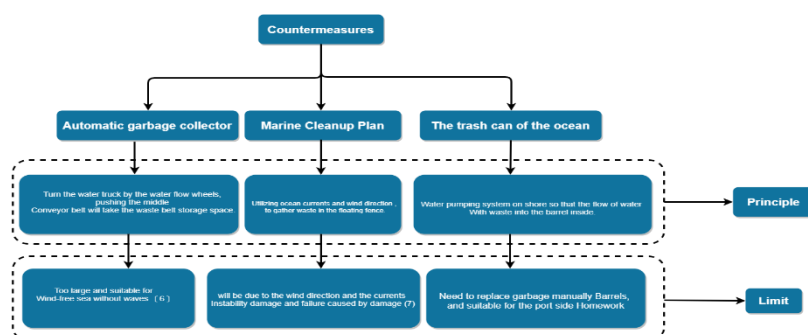 Countermeasures
Automatic garbage collector
Marine Cleanup Plan
The trash can of the ocean
Turn the water truck by the water flow wheels,
pushing the middle
Conveyor belt will take the waste belt storage space.
Utilizing ocean currents and wind direction ,
to gather waste in the floating fence.
Water pumping system on shore so that the flow of water
With waste into the barrel inside.
Principle
Too large and suitable for
Wind-free sea without waves ( 6 )
will be due to the wind direction and the currents
Instability damage and failure caused by damage (7)
Need to replace garbage manually Barrels,
and suitable for the port side Homework
Limit